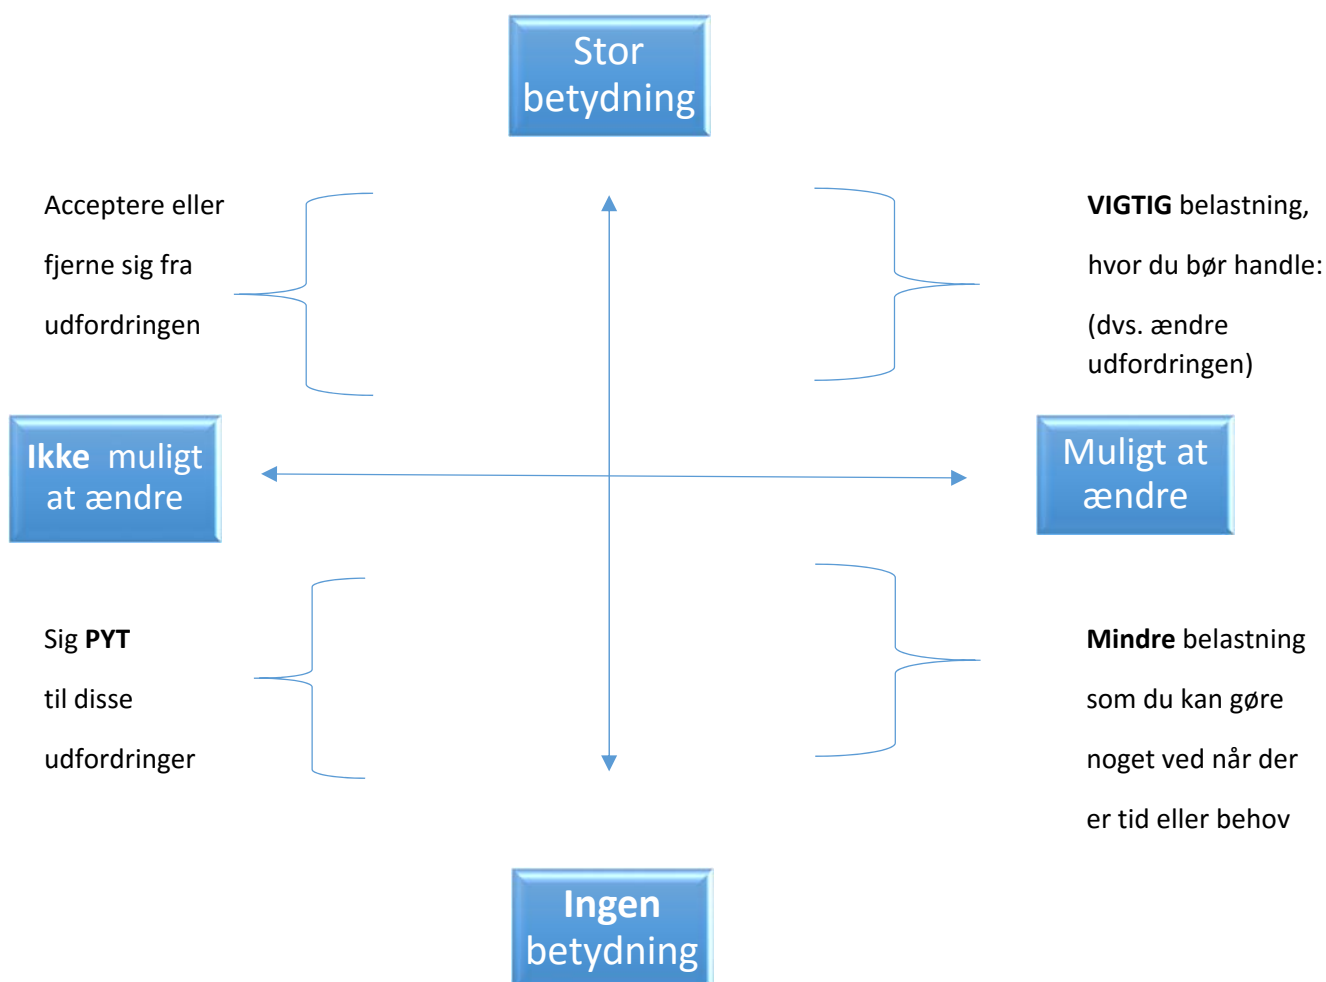 Stor
betydning
Acceptere eller
fjerne sig fra
udfordringen
VIGTIG belastning,
hvor du bør handle:
(dvs. ændre
udfordringen)
Ikke muligt
at ændre
Muligt at
ændre
Sig PYT
til disse
udfordringer
Mindre belastning
som du kan gøre
noget ved når der
er tid eller behov
Ingen
betydning